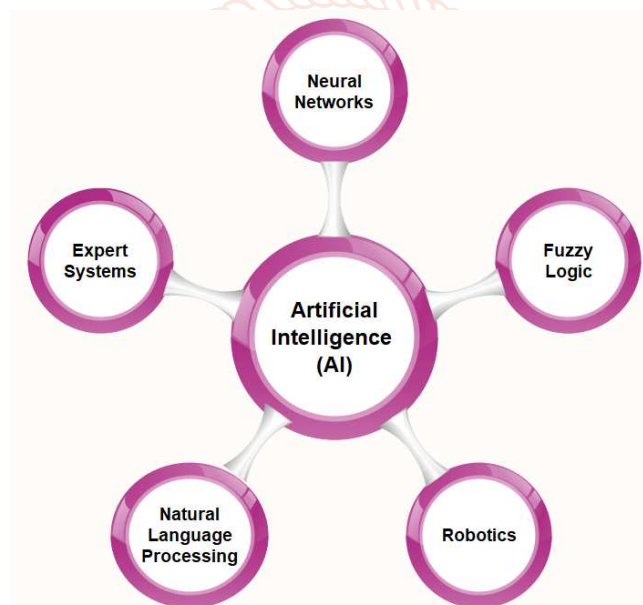 Neural
Networks
Expert
Systems
Fuzzy
Logic
Artificial
Intelligence
(AI)
Natural
Language
Processing
Robotics